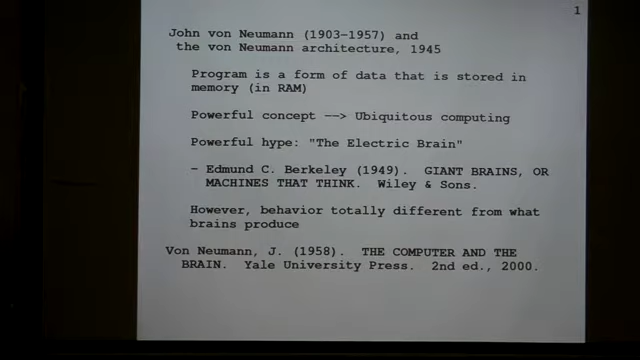 1
John von Neumann (1903-1957) and
the von Neumann architecture, 1945
Program is a form of data that is stored in
memory (in RAM)
Powerful concept --> Ubiquitous computing
Powerful hype: "The Electric Brain"
- Edmund C. Berkeley (1949). GIANT BRAINS, OR
MACHINES THAT THINK. Wiley & Sons.
However, behavior totally different from what
brains produce
Von Neumann, J. (1958). THE COMPUTER AND THE
BRAIN. Yale University Press. 2nd ed., 2000.